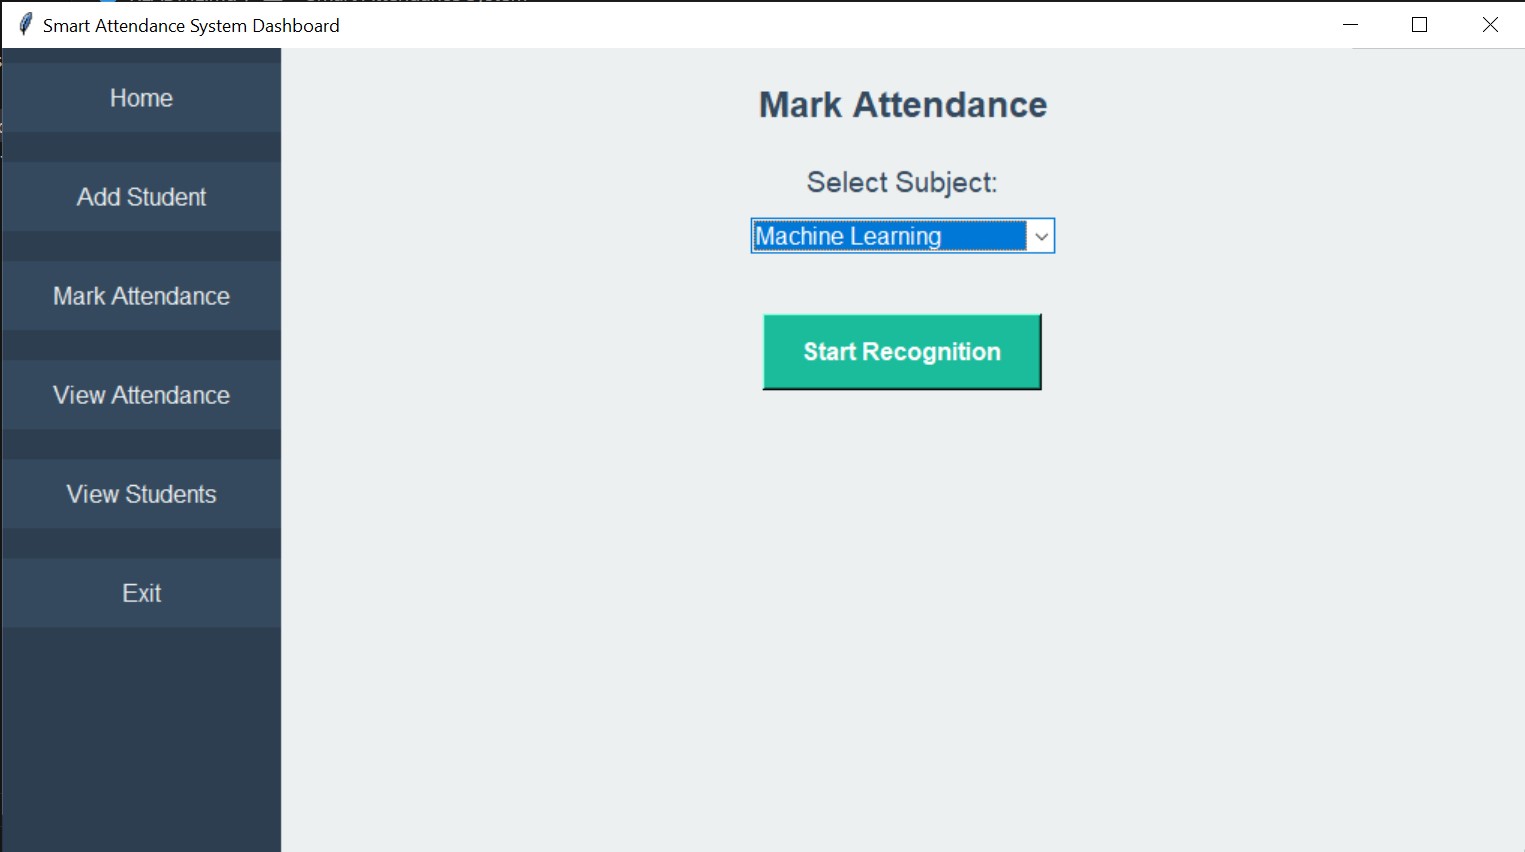 Smart Attendance System Dashboard
Home
Add Student
Mark Attendance
View Attendance
View Students
Exit
Mark Attendance
Select Subject:
Machine Learning
Start Recognition